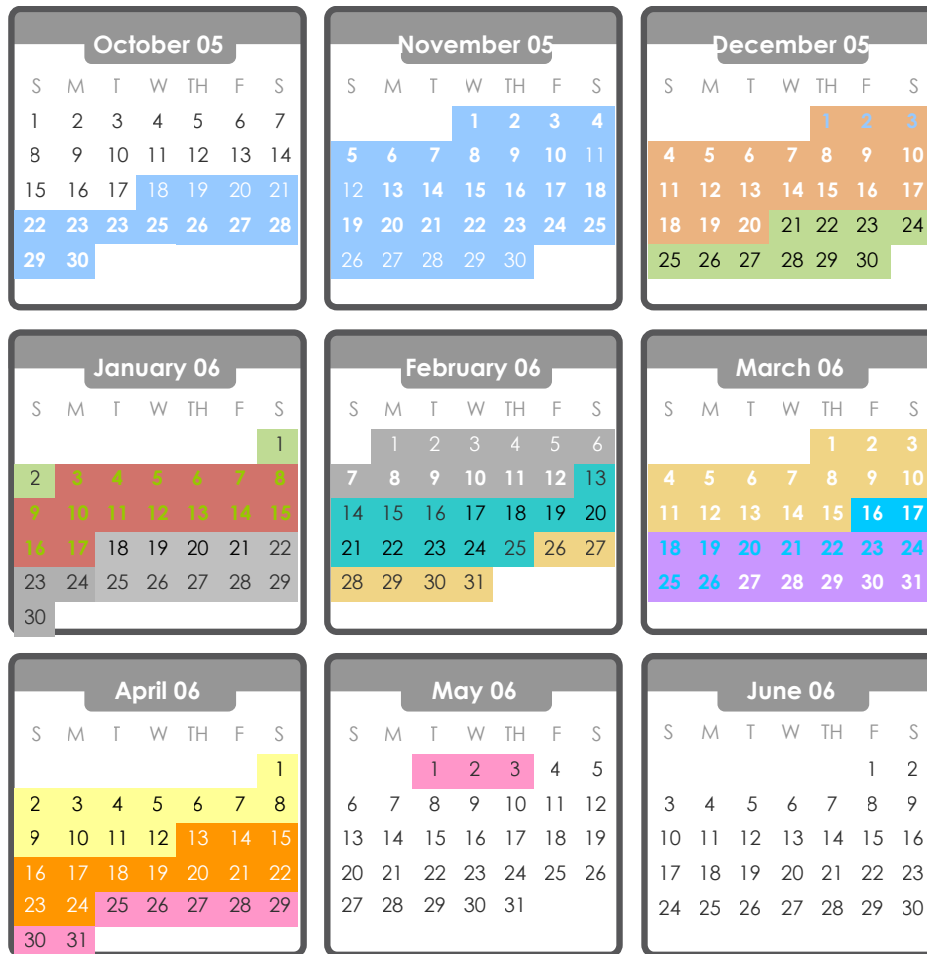 October 05
S M T W TH F S
1 2 3 4 5 6 7
8 9 10 11 12 13 14
15 16 17 18 19 20 21
22 23 23 25 26 27 28
29 30
November 05
S M T W TH F S
1 2 3 4
5 6 7 8 9 10 11
12 13 14 15 16 17 18
19 20 21 22 23 24 25
26 27 28 29 30
December 05
S M T W TH F S
1 2 3
4 5 6 7 8 9 10
11 12 13 14 15 16 17
18 19 20 21 22 23 24
25 26 27 28 29 30
January 06
S M T W TH F S
1
2 3 4 5 6 7 8
9 10 11 12 13 14 15
16 17 18 19 20 21 22
23 24 25 26 27 28 29
30
February 06
S M T W TH F S
1 2 3 4 5 6
7 8 9 10 11 12 13
14 15 16 17 18 19 20
21 22 23 24 25 26 27
28 29 30 31
March 06
S M T W TH F S
1 2 3
4 5 6 7 8 9 10
11 12 13 14 15 16 17
18 19 20 21 22 23 24
25 26 27 28 29 30 31
April 06
S M T W TH F S
1
2 3 4 5 6 7 8
9 10 11 12 13 14 15
16 17 18 19 20 21 22
23 24 25 26 27 28 29
30 31
May 06
S M T W TH F S
1 2 3 4 5
6 7 8 9 10 11 12
13 14 15 16 17 18 19
20 21 22 23 24 25 26
27 28 29 30 31
June 06
S M T W TH F S
1 2
3 4 5 6 7 8 9
10 11 12 13 14 15 16
17 18 19 20 21 22 23
24 25 26 27 28 29 30